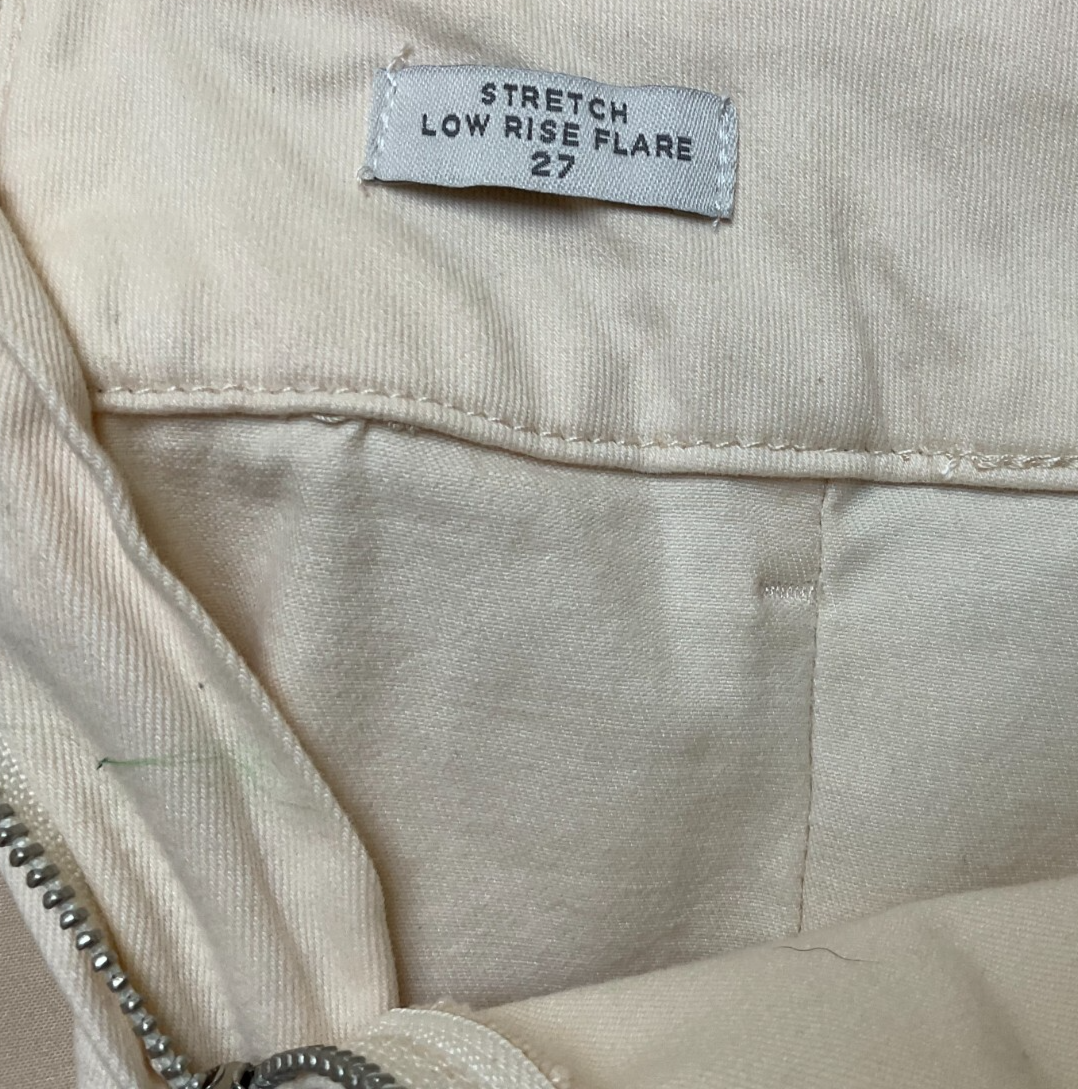 STRETCH
LOW RISE FLARE
27